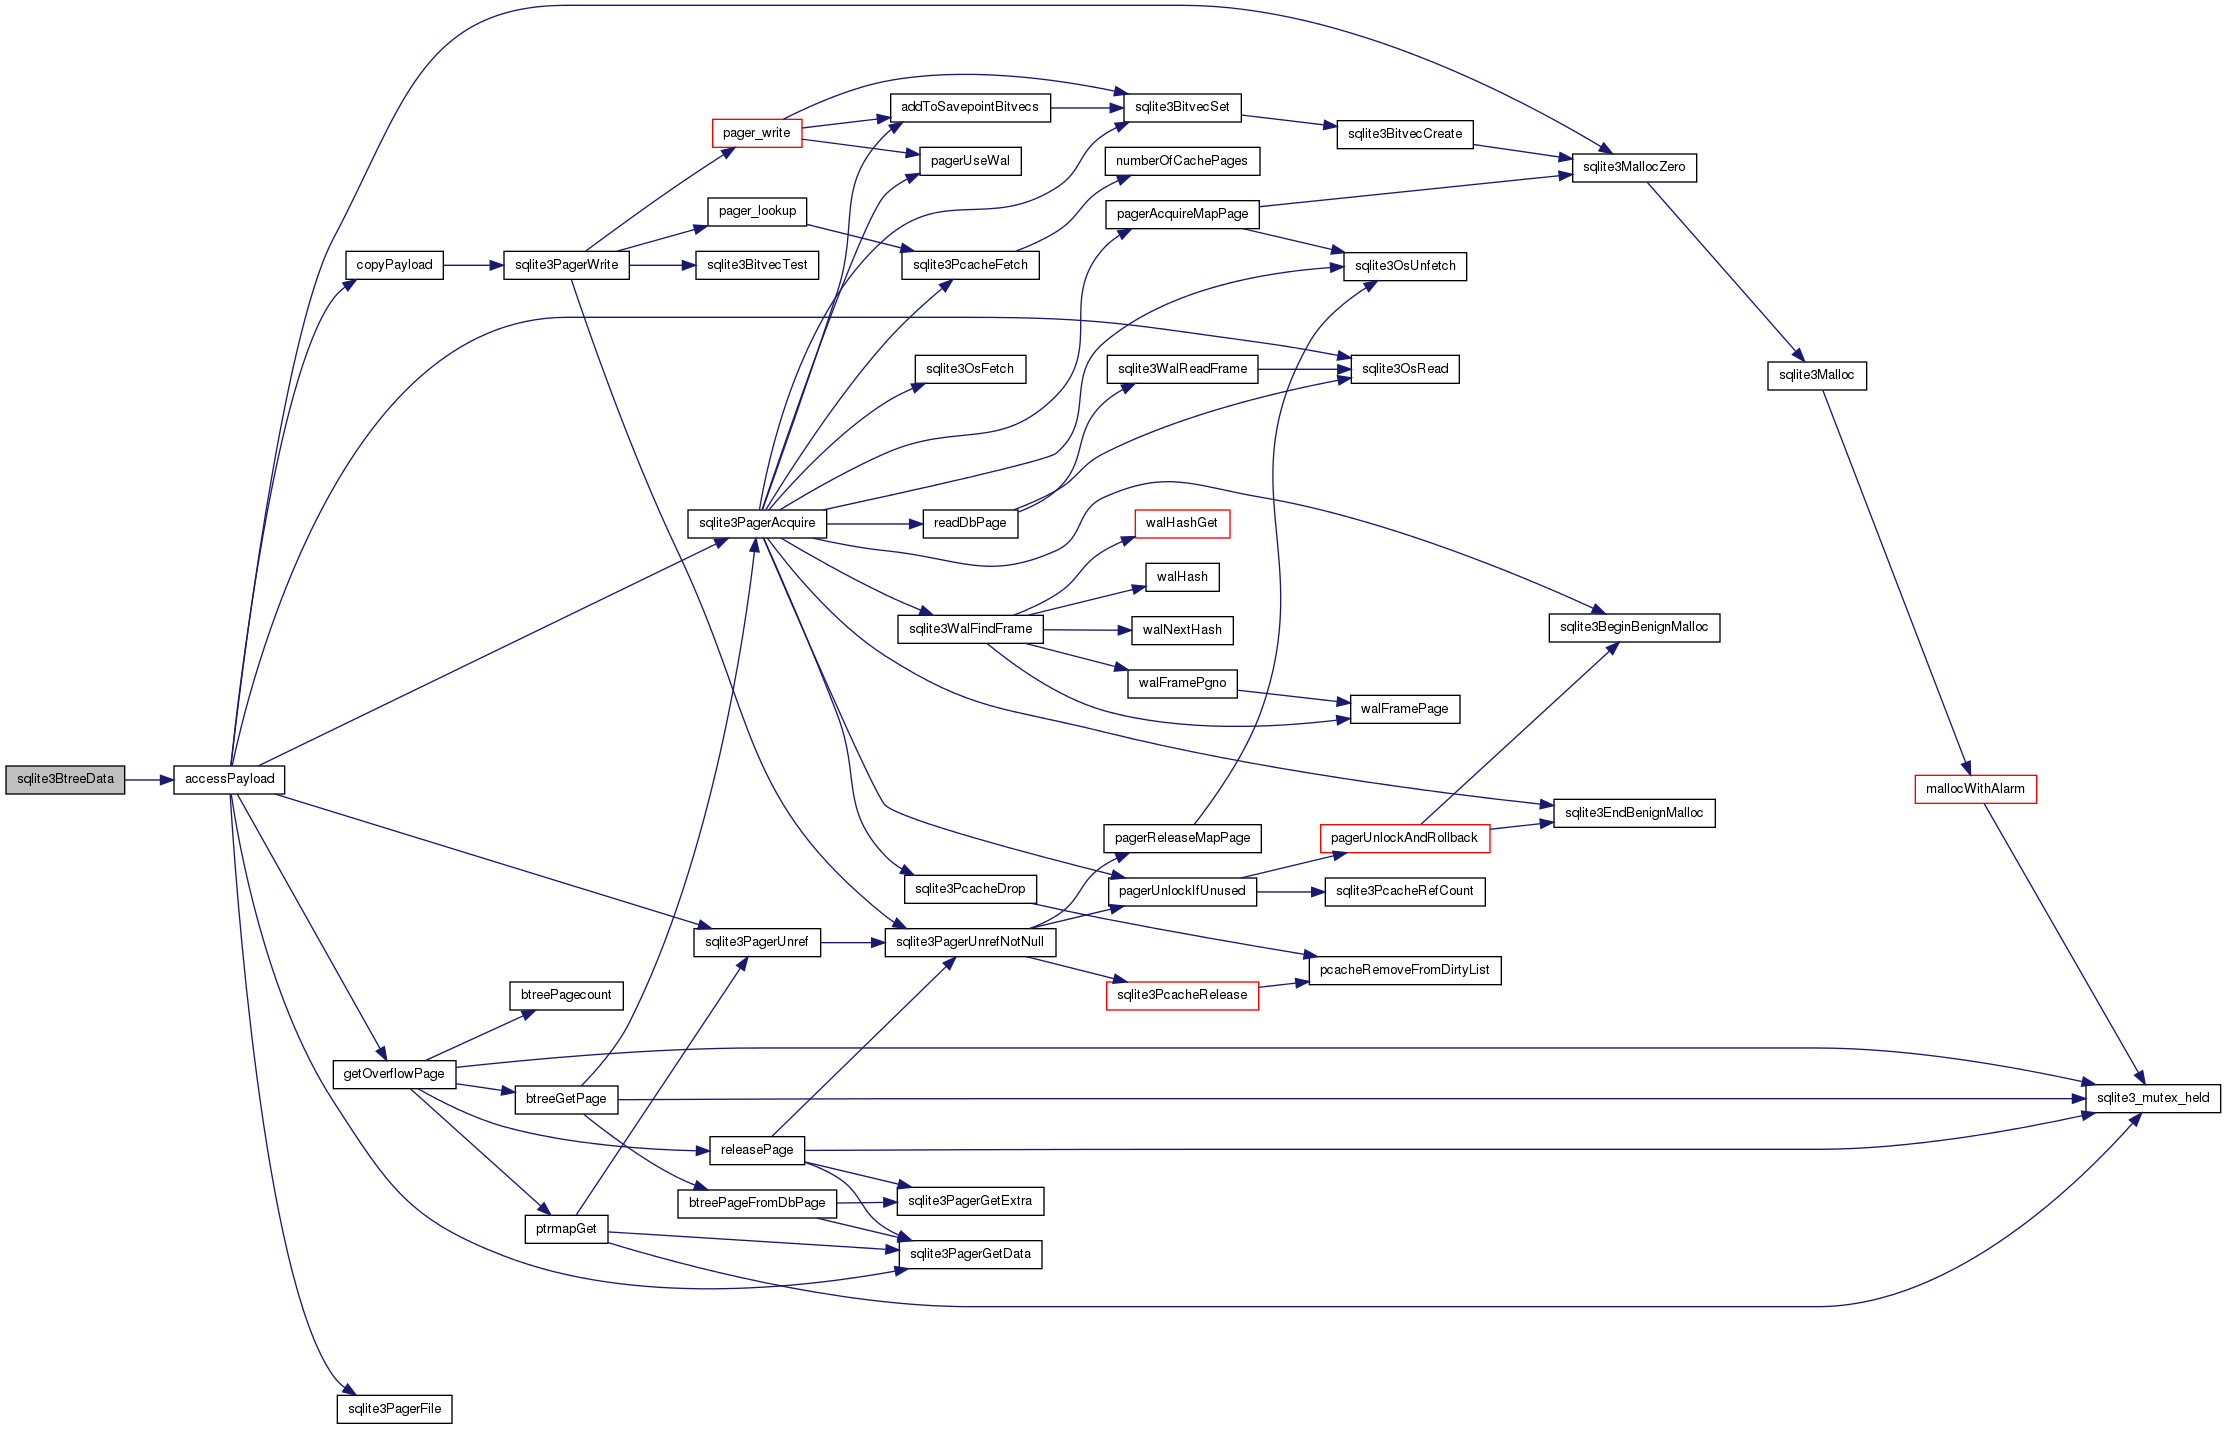 addToSavepointBitvecs
sqlite3BitvecSet
pager_write
sqlite3BitvecCreate
pagerUseWal
numberOfCachePages
sqlite3MallocZero
pager_lookup
pagerAcquireMapPage
copyPayload
sqlite3PagerWrite
sqlite3BitvecTest
sqlite3PcacheFetch
sqlite3OsUnfetch
sqlite3OsFetch
sqlite3WalReadFrame
sqlite3OsRead
sqlite3Malloc
sqlite3PagerAcquire
readDbPage
walHashGet
walHash
sqlite3WalFindFrame
walNextHash
sqlite3BeginBenignMalloc
walFramePgno
walFramePage
sqlite3BtreeData
accessPayload
mallocWithAlarm
sqlite3EndBenignMalloc
pagerReleaseMapPage
pagerUnlockAndRollback
sqlite3PcacheDrop
pagerUnlockIfUnused
sqlite3PcacheRefCount
sqlite3PagerUnref
sqlite3PagerUnrefNotNull
pcacheRemoveFromDirtyList
btreePagecount
sqlite3PcacheRelease
getOverflowPage
btreeGetPage
sqlite3_mutex_held
releasePage
btreePageFromDbPage
sqlite3PagerGetExtra
ptrmapGet
sqlite3PagerGetData
sqlite3PagerFile